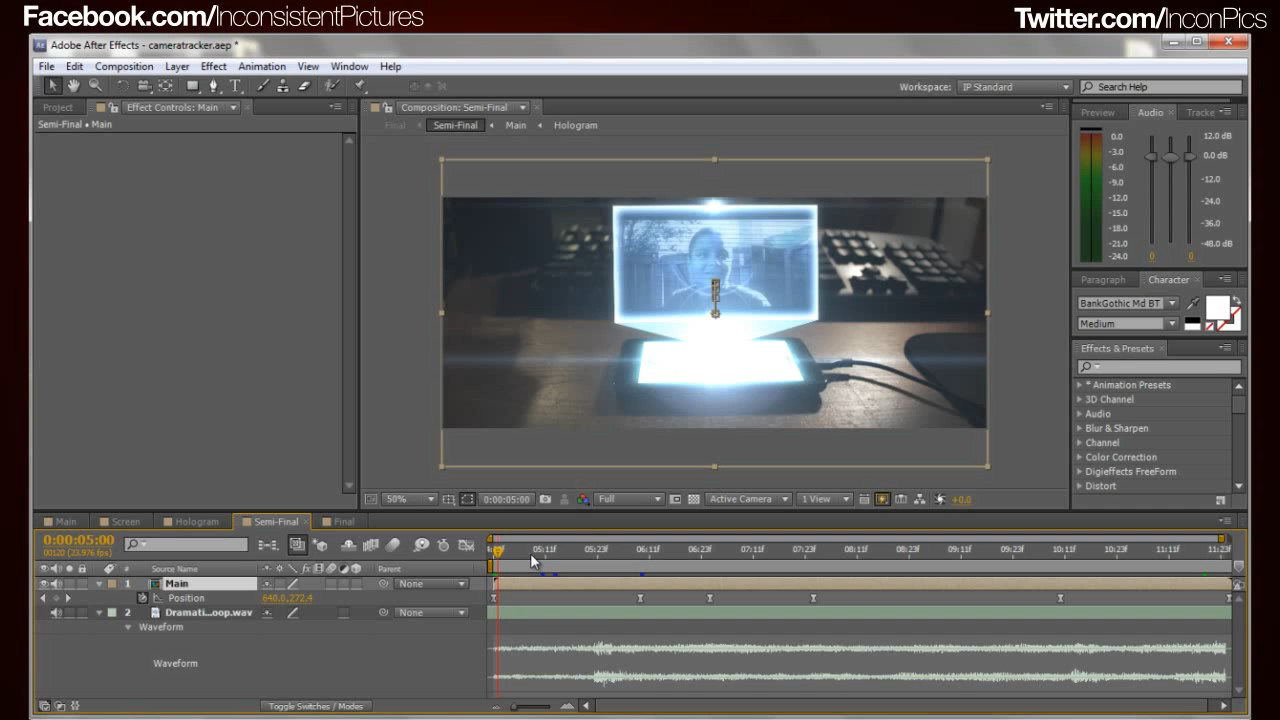 Facebook.com/InconsistentPictures
Twitter.com/InconPics
Adobe After Effects - cameratracker.aep *
File Edit Composition Layer Effect Animation View Window Help
Workspace: IP Standard Search Help
Project Effect Controls: Main Composition: Semi-Final Preview Audio Tracke
Semi-Final • Main Final Semi-Final Main Hologram
0.0 12.0 dB
-3.0 0.0 dB
-6.0
-9.0 -12.0
-12.0
-15.0 -24.0
-18.0 -36.0
-21.0 -48.0 dB
-24.0 0 0
Paragraph Character
BankGothic Md BT
Medium
Effects & Presets
* Animation Presets
3D Channel
Audio
Blur & Sharpen
Channel
Color Correction
Digieffects FreeForm
Distort
50% 0:00:05:00 Full Active Camera 1 View +0.0
Main Screen Hologram Semi-Final Final
0:00:05:00
00120 (23.976 fps)
05:11f 05:23f 06:11f 06:23f 07:11f 07:23f 08:11f 08:23f 09:11f 09:23f 10:11f 10:23f 11:11f 11:23f
# Source Name Parent
1 Main None
Position 640.0,272.4
2 Dramati...oop.wav None
Waveform
Waveform
Toggle Switches / Modes